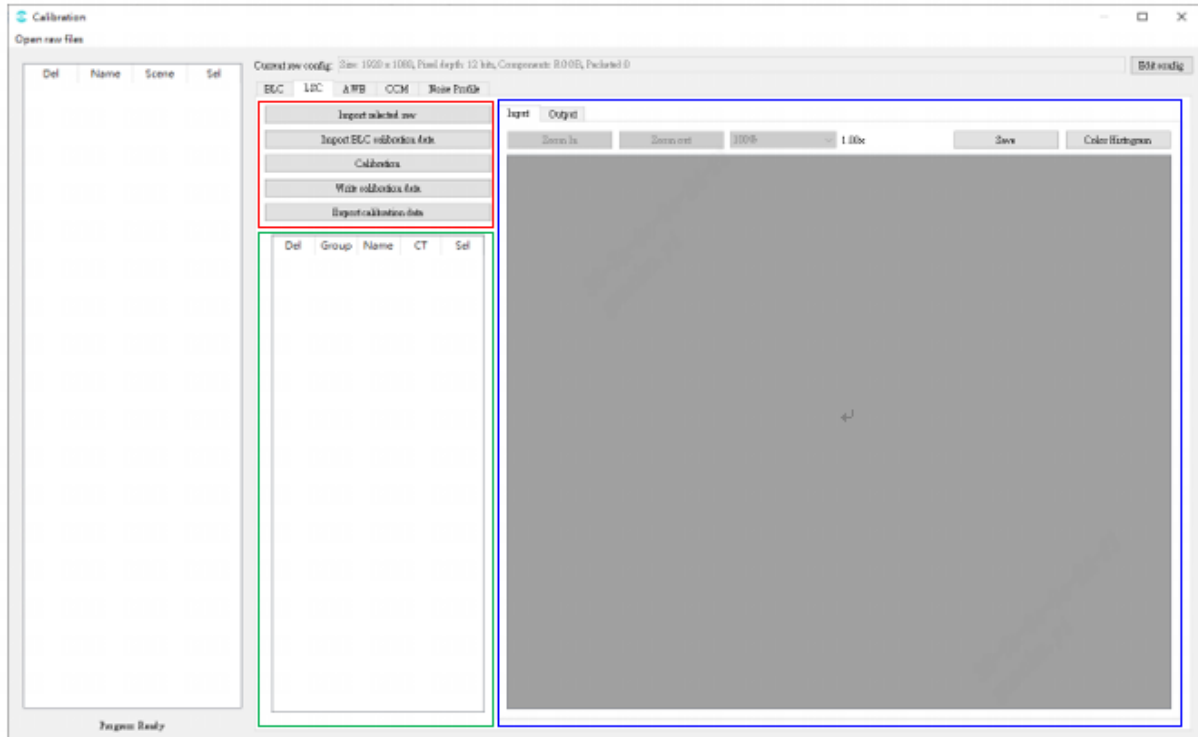 Calibration
Open raw files
Del Name Scene Sel
Current raw config: Size: 1920 x 1080, Pixel depth: 12 bits, Components: RGGB, Packed: 0
Edit config
BLC LSC AWB CCM Noise Profile
Import selected raw
Import BLC calibration data
Calibration
Write calibration data
Export calibration data
Del Group Name CT Sel
Input Output
Zoom In Zoom out 100% 1.00x Save Color Histogram
Progress: Ready